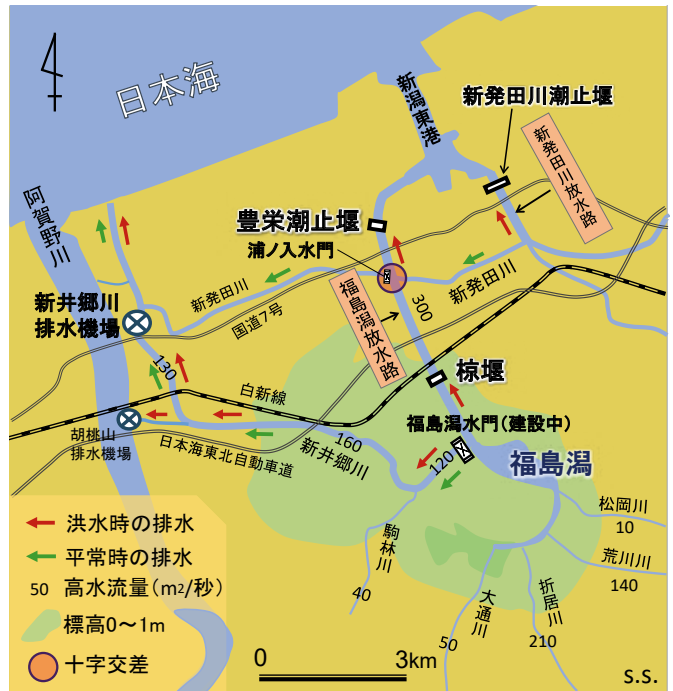 日本海
新潟東港
新発田川潮止堰
新発田川放水路
阿賀野川
豊栄潮止堰
浦ノ入水門
新発田川
新発田川
国道7号
福島潟放水路
300
新井郷川
排水機場
130
椋堰
白新線
福島潟水門(建設中)
胡桃山
排水機場
日本海東北自動車道
160
新井郷川
120
福島潟
松岡川
10
荒川川
140
駒林川
40
大通川
50
折居川
210
洪水時の排水
平常時の排水
50 高水流量(m2/秒)
標高0〜1m
十字交差
0 3km
S.S.